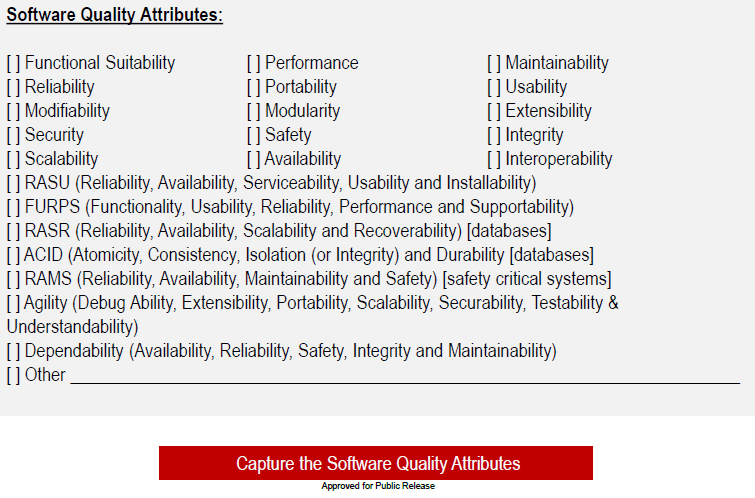 Software Quality Attributes:
[ ] Functional Suitability [ ] Performance [ ] Maintainability
[ ] Reliability [ ] Portability [ ] Usability
[ ] Modifiability [ ] Modularity [ ] Extensibility
[ ] Security [ ] Safety [ ] Integrity
[ ] Scalability [ ] Availability [ ] Interoperability
[ ] RASU (Reliability, Availability, Serviceability, Usability and Installability)
[ ] FURPS (Functionality, Usability, Reliability, Performance and Supportability)
[ ] RASR (Reliability, Availability, Scalability and Recoverability) [databases]
[ ] ACID (Atomicity, Consistency, Isolation (or Integrity) and Durability [databases]
[ ] RAMS (Reliability, Availability, Maintainability and Safety) [safety critical systems]
[ ] Agility (Debug Ability, Extensibility, Portability, Scalability, Securability, Testability &
Understandability)
[ ] Dependability (Availability, Reliability, Safety, Integrity and Maintainability)
[ ] Other ______________________________
Capture the Software Quality Attributes
Approved for Public Release